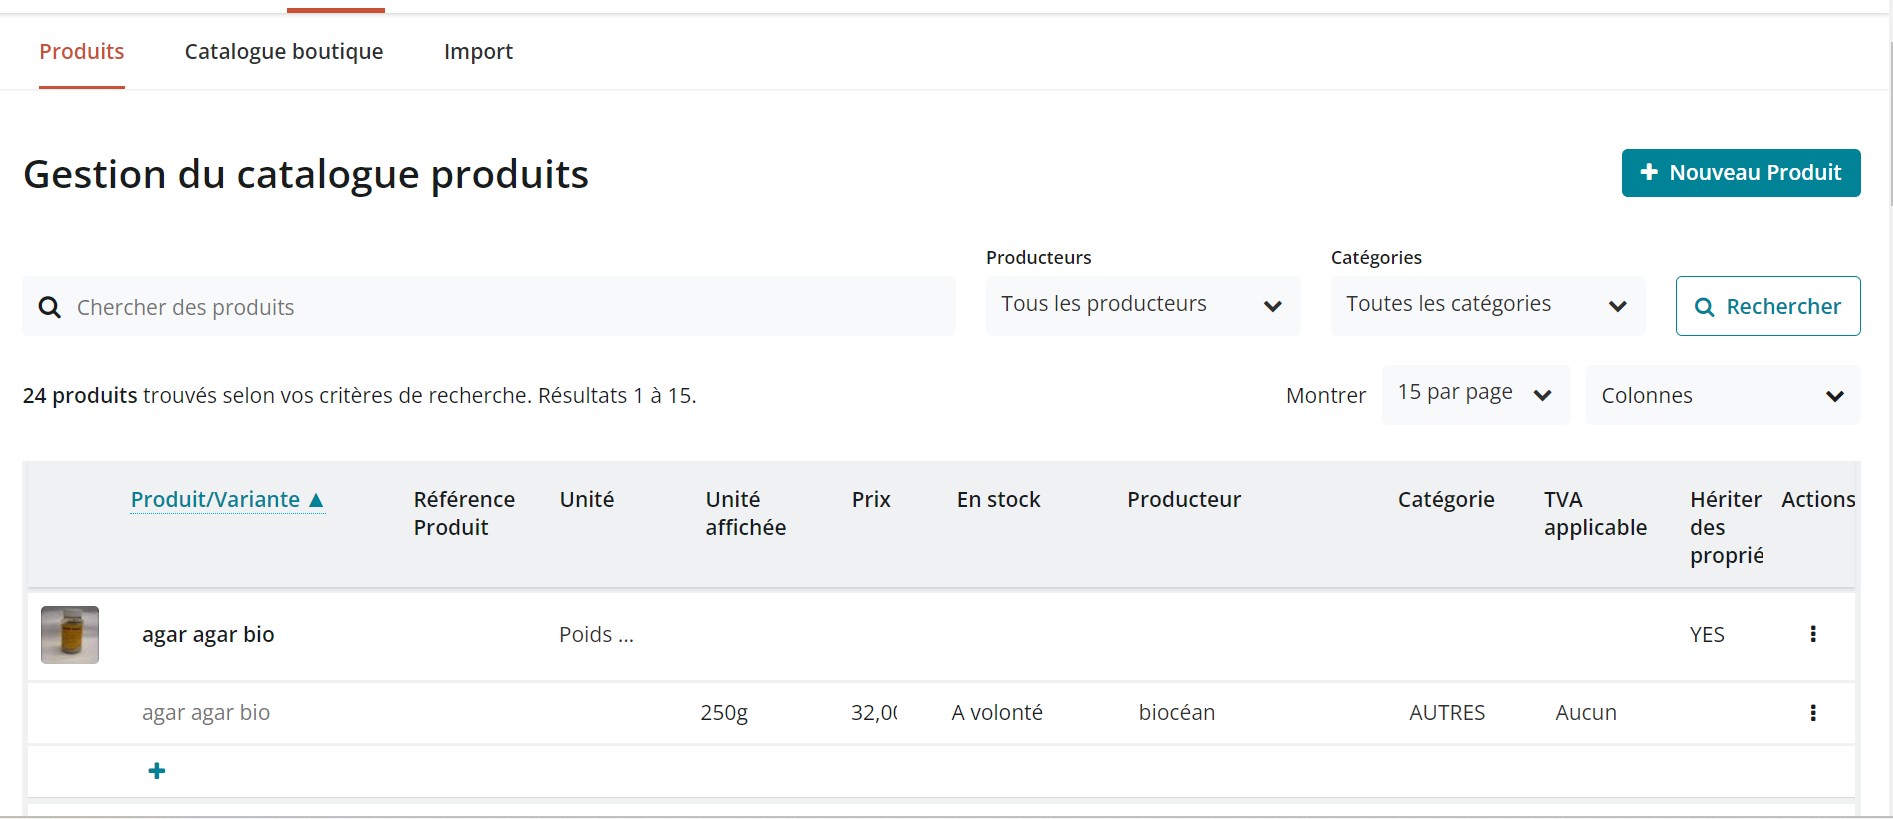 Produits Catalogue boutique Import
Gestion du catalogue produits
Nouveau Produit
Producteurs Catégories
Chercher des produits Tous les producteurs Toutes les catégories Rechercher
24 produits trouvés selon vos critères de recherche. Résultats 1 à 15. Montrer 15 par page Colonnes
Produit/Variante ▲ Référence Unité Unité Prix En stock Producteur Catégorie TVA Hériter Actions
Produit affichée applicable des
proprié
agar agar bio Poids ... YES
agar agar bio 250g 32,0 A volonté biocéan AUTRES Aucun